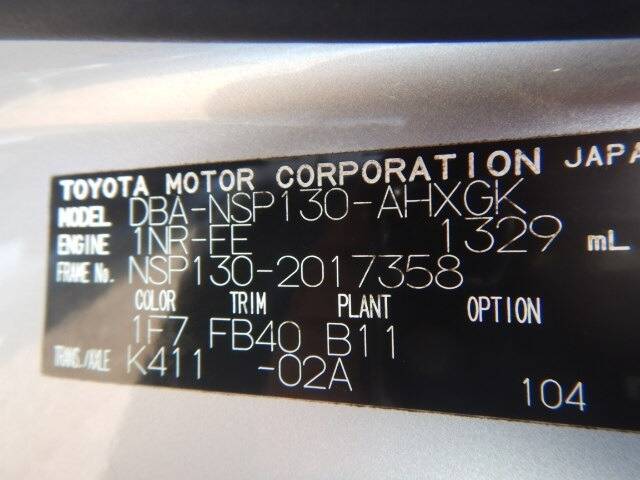 TOYOTA MOTOR CORPORATION JAPA
MODEL DBA-NSP130-AHXGK
ENGINE 1NR-FE 1329 mL
FRAME No. NSP130-2017358
COLOR TRIM PLANT OPTION
1F7 FB40 B11
TRANS./AXLE K411 -02A
104